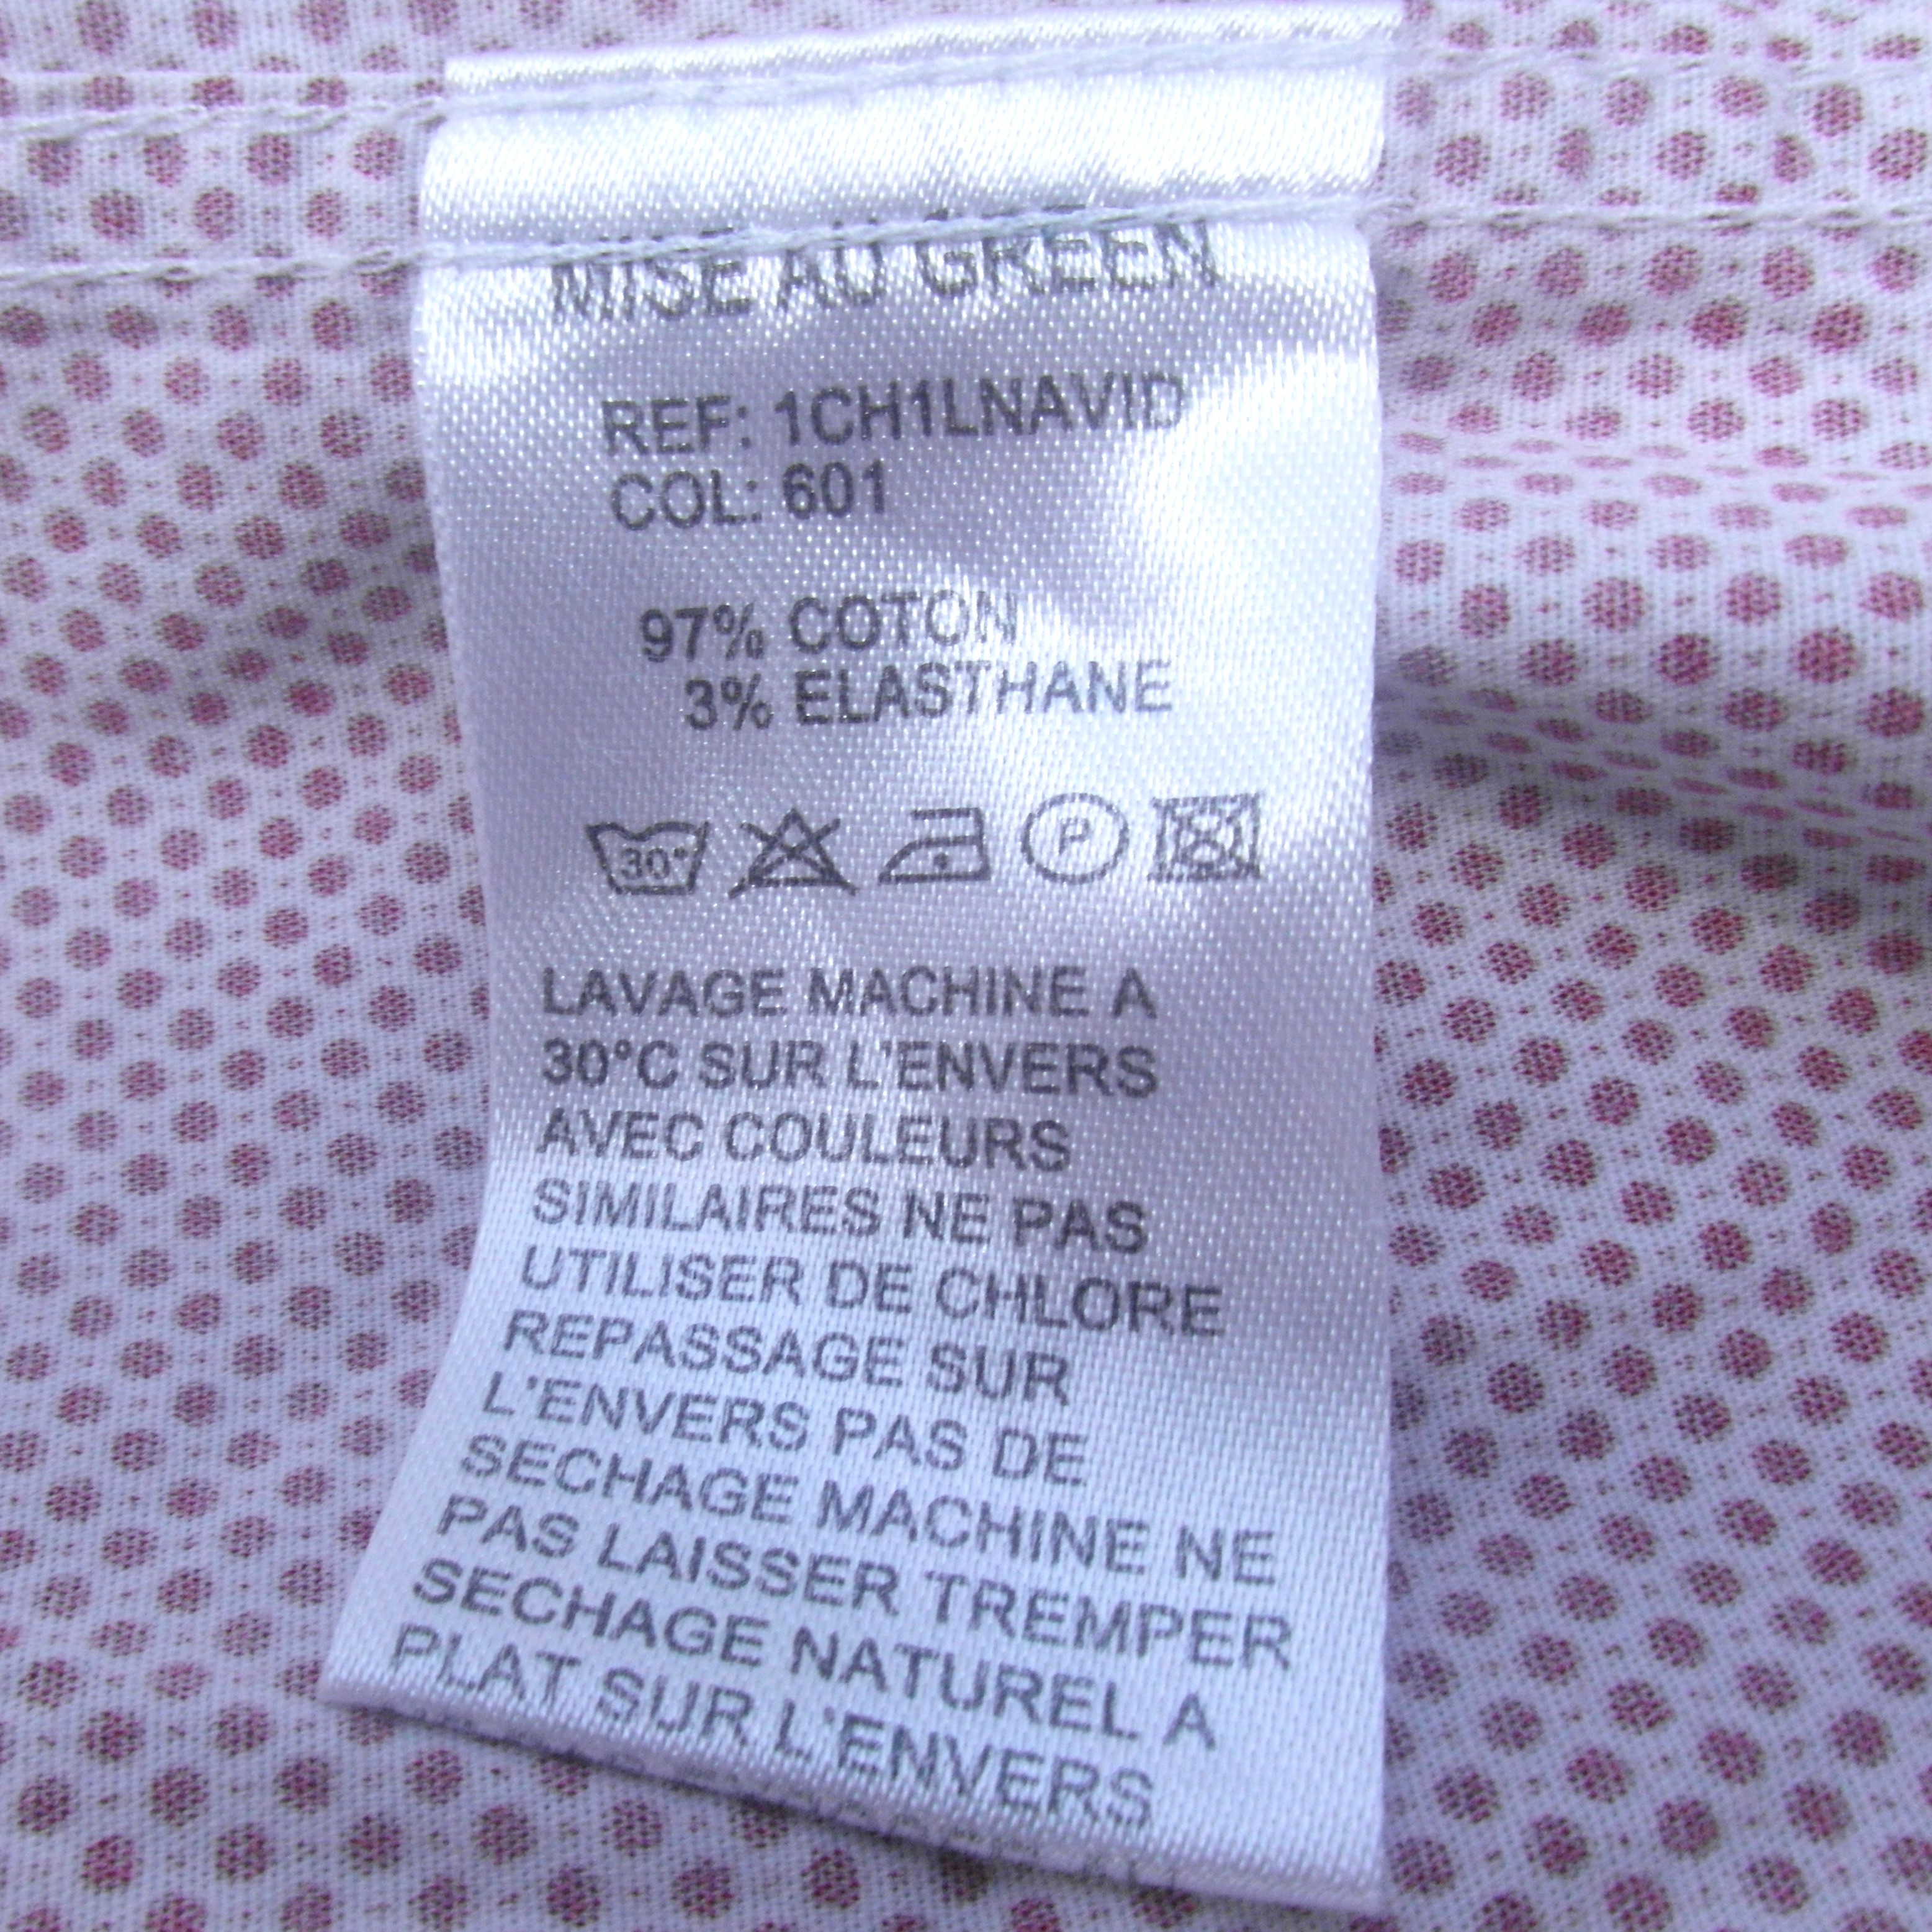 MISE AU GREEN
REF: 1CH1LNAVID
COL: 601
97% COTON
3% ELASTHANE
30° P
LAVAGE MACHINE A
30°C SUR L'ENVERS
AVEC COULEURS
SIMILAIRES NE PAS
UTILISER DE CHLORE
REPASSAGE SUR
L'ENVERS PAS DE
SECHAGE MACHINE NE
PAS LAISSER TREMPER
SECHAGE NATUREL A
PLAT SUR L'ENVERS